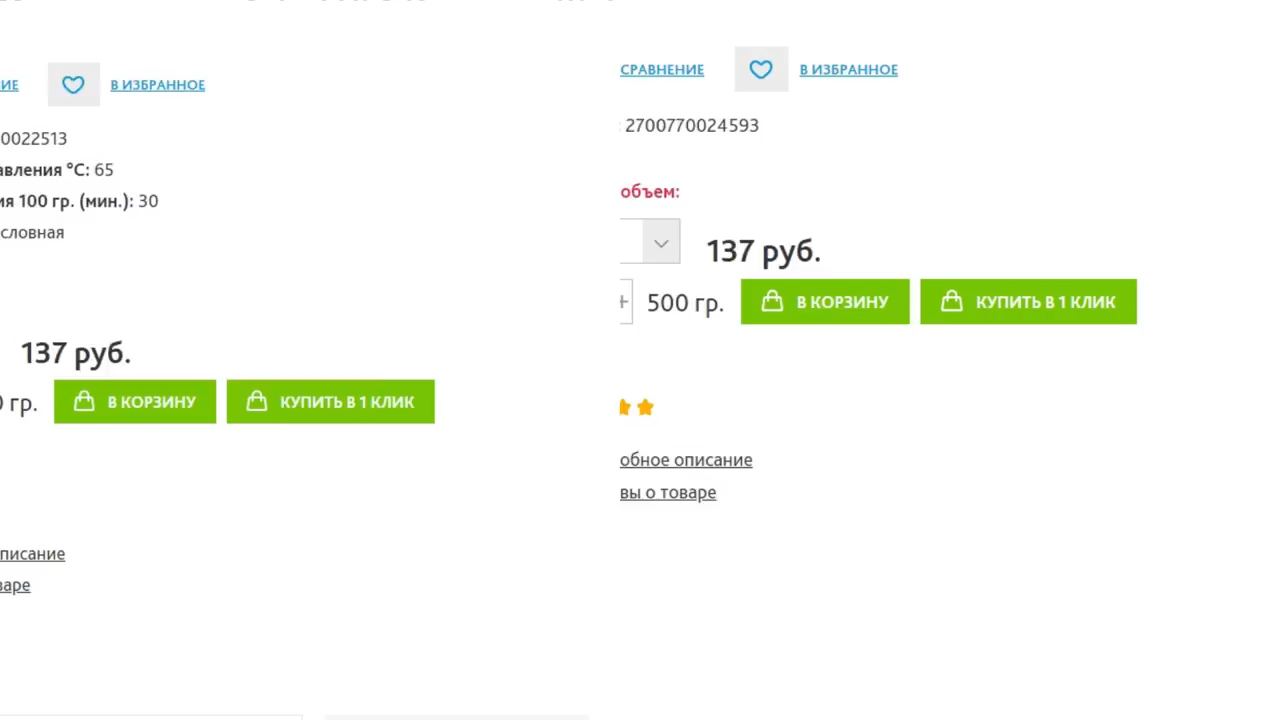 ИЕ В ИЗБРАННОЕ
0022513
авления °С: 65
ия 100 гр. (мин.): 30
словная
137 руб.
0 гр. В КОРЗИНУ КУПИТЬ В 1 КЛИК
писание
варе
СРАВНЕНИЕ В ИЗБРАННОЕ
: 2700770024593
объем:
137 руб.
+ 500 гр. В КОРЗИНУ КУПИТЬ В 1 КЛИК
обное описание
вы о товаре